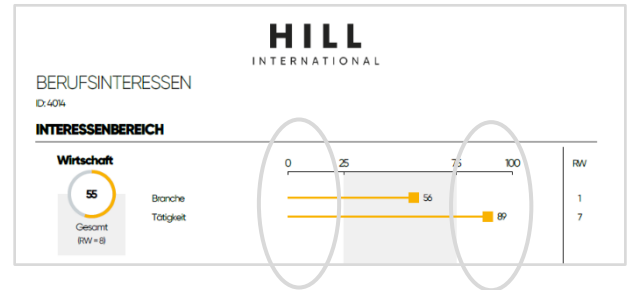 HILL
INTERNATIONAL
BERUFSINTERESSEN
ID: 4014
INTERESSENBEREICH
Wirtschaft
0 25 75 100 RW
55
Branche 56 1
Tätigkeit 89 7
Gesamt
(RW = 8)